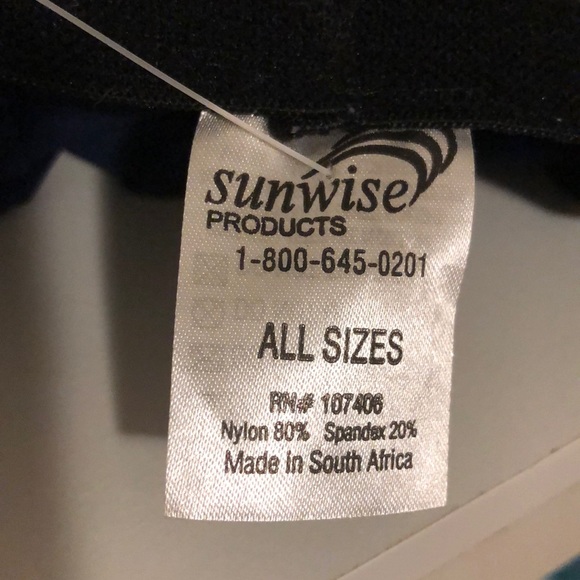 sunwise
PRODUCTS
1-800-645-0201
ALL SIZES
RN# 107406
Nylon 80% Spandex 20%
Made in South Africa